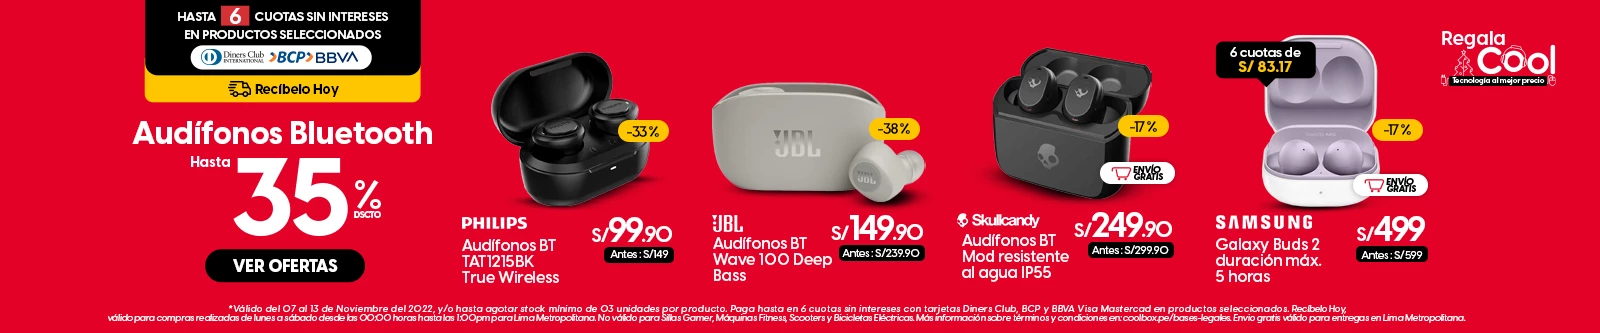 HASTA 6 CUOTAS SIN INTERESES
EN PRODUCTOS SELECCIONADOS
Diners Club INTERNATIONAL BCP BBVA
Recíbelo Hoy
Audífonos Bluetooth
Hasta
35% DSCTO
VER OFERTAS
-33%
PHILIPS
Audífonos BT
TAT1215BK
True Wireless
S/99.90
Antes: S/149
JBL
JBL
-38%
JBL
Audífonos BT
Wave 100 Deep
Bass
S/149.90
Antes: S/239.90
-17%
ENVÍO
GRATIS
Skullcandy
Audífonos BT
Mod resistente
al agua IP55
S/249.90
Antes: S/299.90
6 cuotas de
S/ 83.17
-17%
ENVÍO
GRATIS
SAMSUNG
Galaxy Buds 2
duración máx.
5 horas
S/499
Antes: S/599
Regala
Cool
Tecnología al mejor precio
*Válido del 07 al 13 de Noviembre del 2022, y/o hasta agotar stock mínimo de 03 unidades por producto. Paga hasta en 6 cuotas sin intereses con tarjetas Diners Club, BCP y BBVA Visa Mastercad en productos seleccionados. Recíbelo Hoy,
válido para compras realizadas de lunes a sábado desde las 00:00 horas hasta las 1:00pm para Lima Metropolitana. No válido para Sillas Gamer, Máquinas Fitness, Scooters y Bicicletas Eléctricas. Más información sobre términos y condiciones en: coolbox.pe/bases-legales. Envío gratis válido para entregas en Lima Metropolitana.